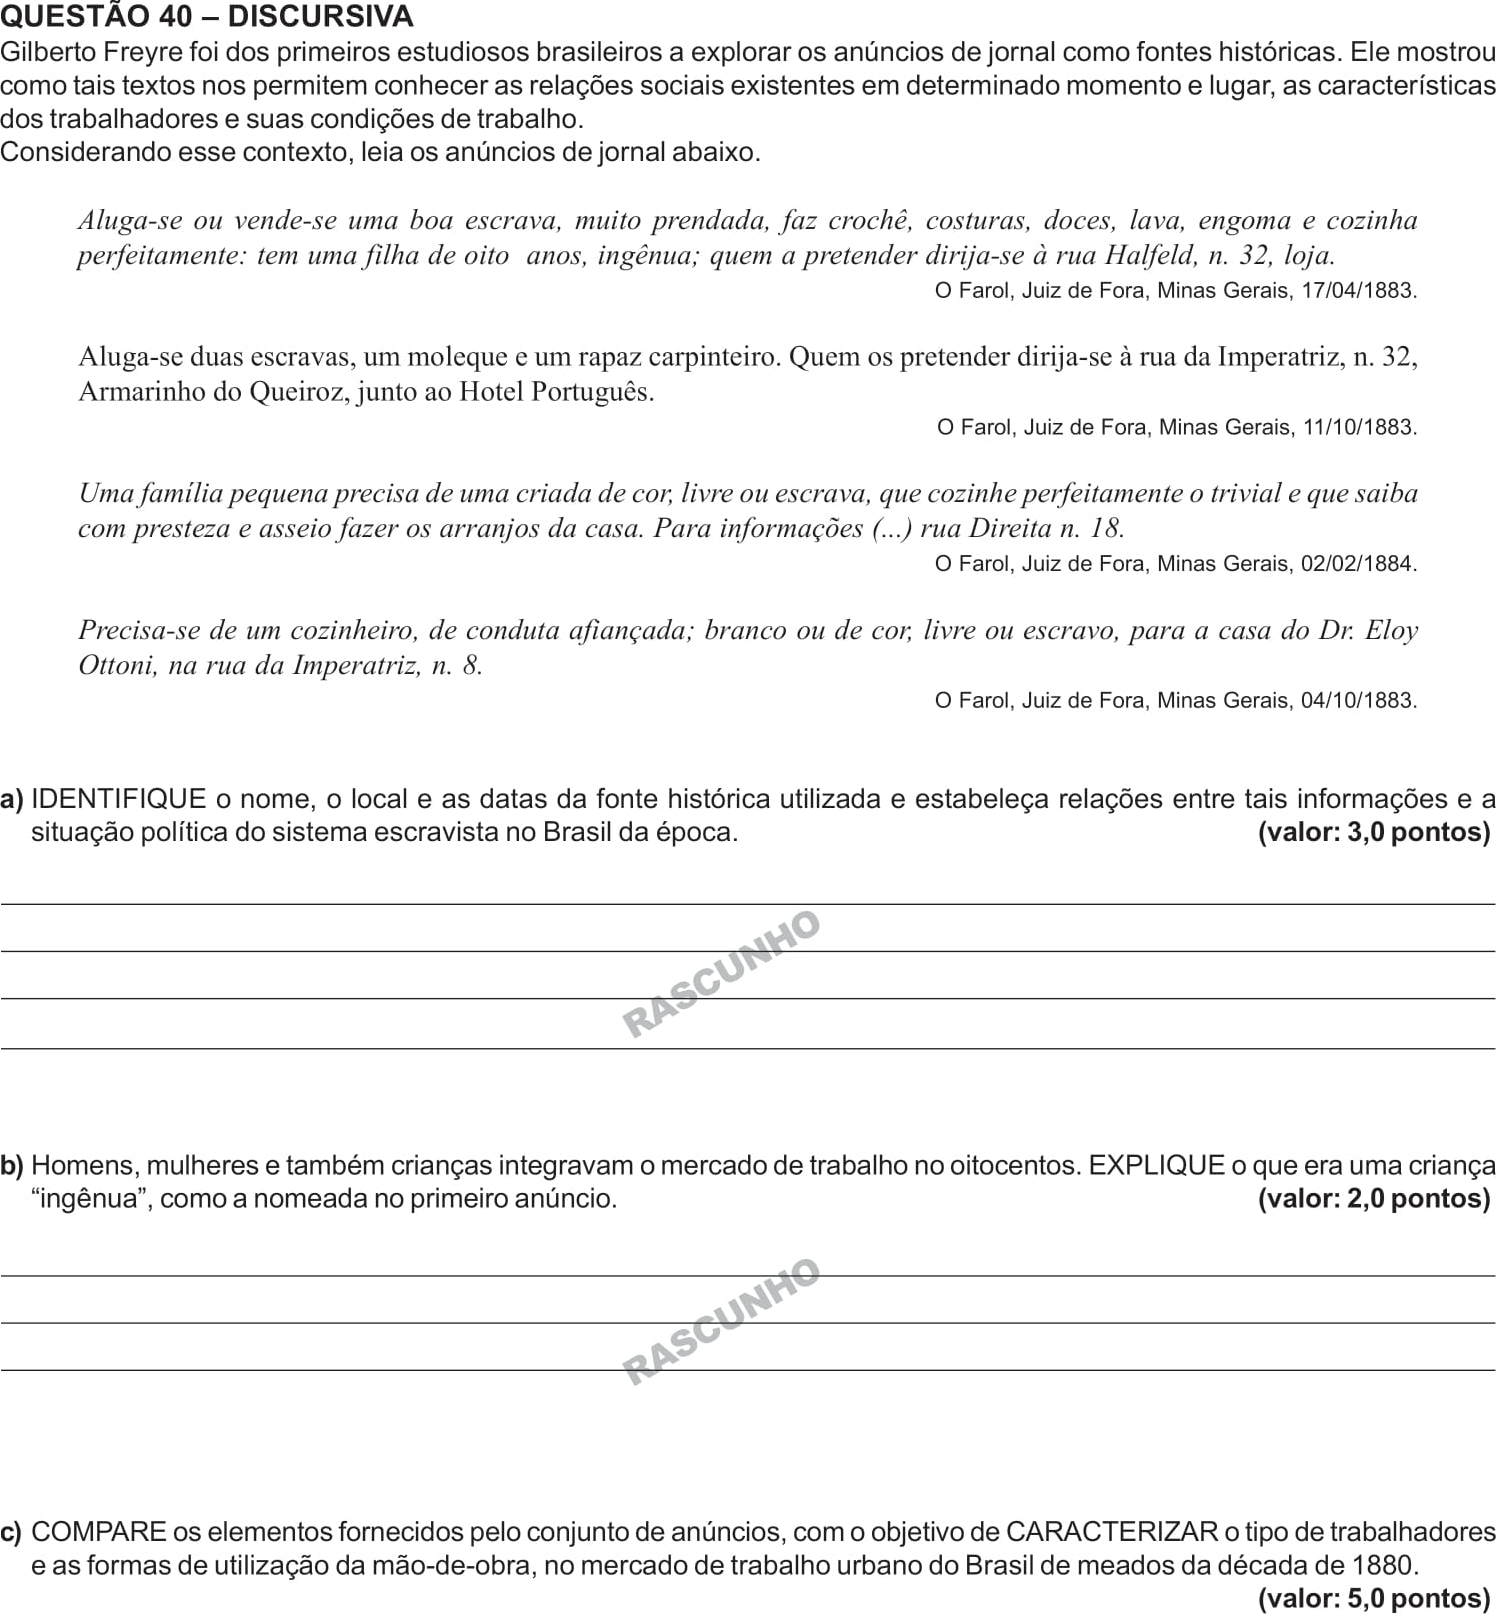 QUESTÃO 40 – DISCURSIVA
Gilberto Freyre foi dos primeiros estudiosos brasileiros a explorar os anúncios de jornal como fontes históricas. Ele mostrou
como tais textos nos permitem conhecer as relações sociais existentes em determinado momento e lugar, as características
dos trabalhadores e suas condições de trabalho.
Considerando esse contexto, leia os anúncios de jornal abaixo.
Aluga-se ou vende-se uma boa escrava, muito prendada, faz crochê, costuras, doces, lava, engoma e cozinha
perfeitamente: tem uma filha de oito anos, ingênua; quem a pretender dirija-se à rua Halfeld, n. 32, loja.
O Farol, Juiz de Fora, Minas Gerais, 17/04/1883.
Aluga-se duas escravas, um moleque e um rapaz carpinteiro. Quem os pretender dirija-se à rua da Imperatriz, n. 32,
Armarinho do Queiroz, junto ao Hotel Português.
O Farol, Juiz de Fora, Minas Gerais, 11/10/1883.
Uma família pequena precisa de uma criada de cor, livre ou escrava, que cozinhe perfeitamente o trivial e que saiba
com presteza e asseio fazer os arranjos da casa. Para informações (...) rua Direita n. 18.
O Farol, Juiz de Fora, Minas Gerais, 02/02/1884.
Precisa-se de um cozinheiro, de conduta afiançada; branco ou de cor, livre ou escravo, para a casa do Dr. Eloy
Ottoni, na rua da Imperatriz, n. 8.
O Farol, Juiz de Fora, Minas Gerais, 04/10/1883.
a) IDENTIFIQUE o nome, o local e as datas da fonte histórica utilizada e estabeleça relações entre tais informações e a
situação política do sistema escravista no Brasil da época. (valor: 3,0 pontos)
RASCUNHO
b) Homens, mulheres e também crianças integravam o mercado de trabalho no oitocentos. EXPLIQUE o que era uma criança
“ingênua”, como a nomeada no primeiro anúncio. (valor: 2,0 pontos)
RASCUNHO
c) COMPARE os elementos fornecidos pelo conjunto de anúncios, com o objetivo de CARACTERIZAR o tipo de trabalhadores
e as formas de utilização da mão-de-obra, no mercado de trabalho urbano do Brasil de meados da década de 1880.
(valor: 5,0 pontos)